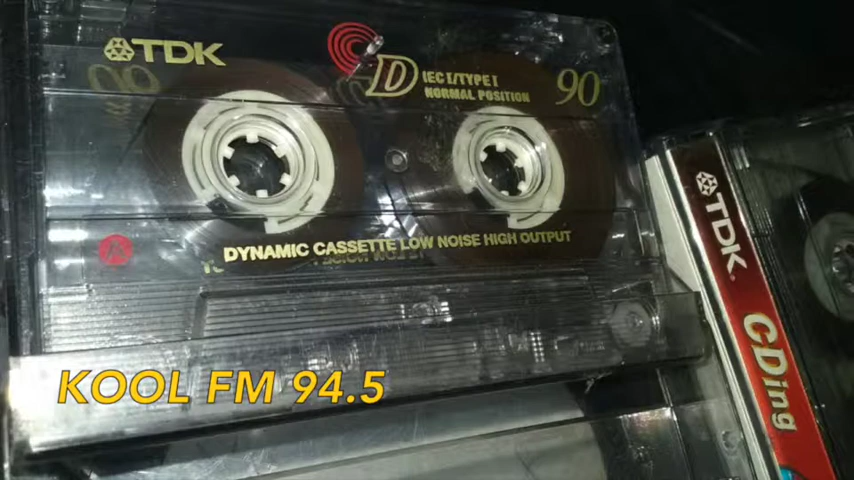 TDK
D
IEC I/TYPE I
NORMAL POSITION
90
A
DYNAMIC CASSETTE LOW NOISE HIGH OUTPUT
TDK
CDing
KOOL FM 94.5